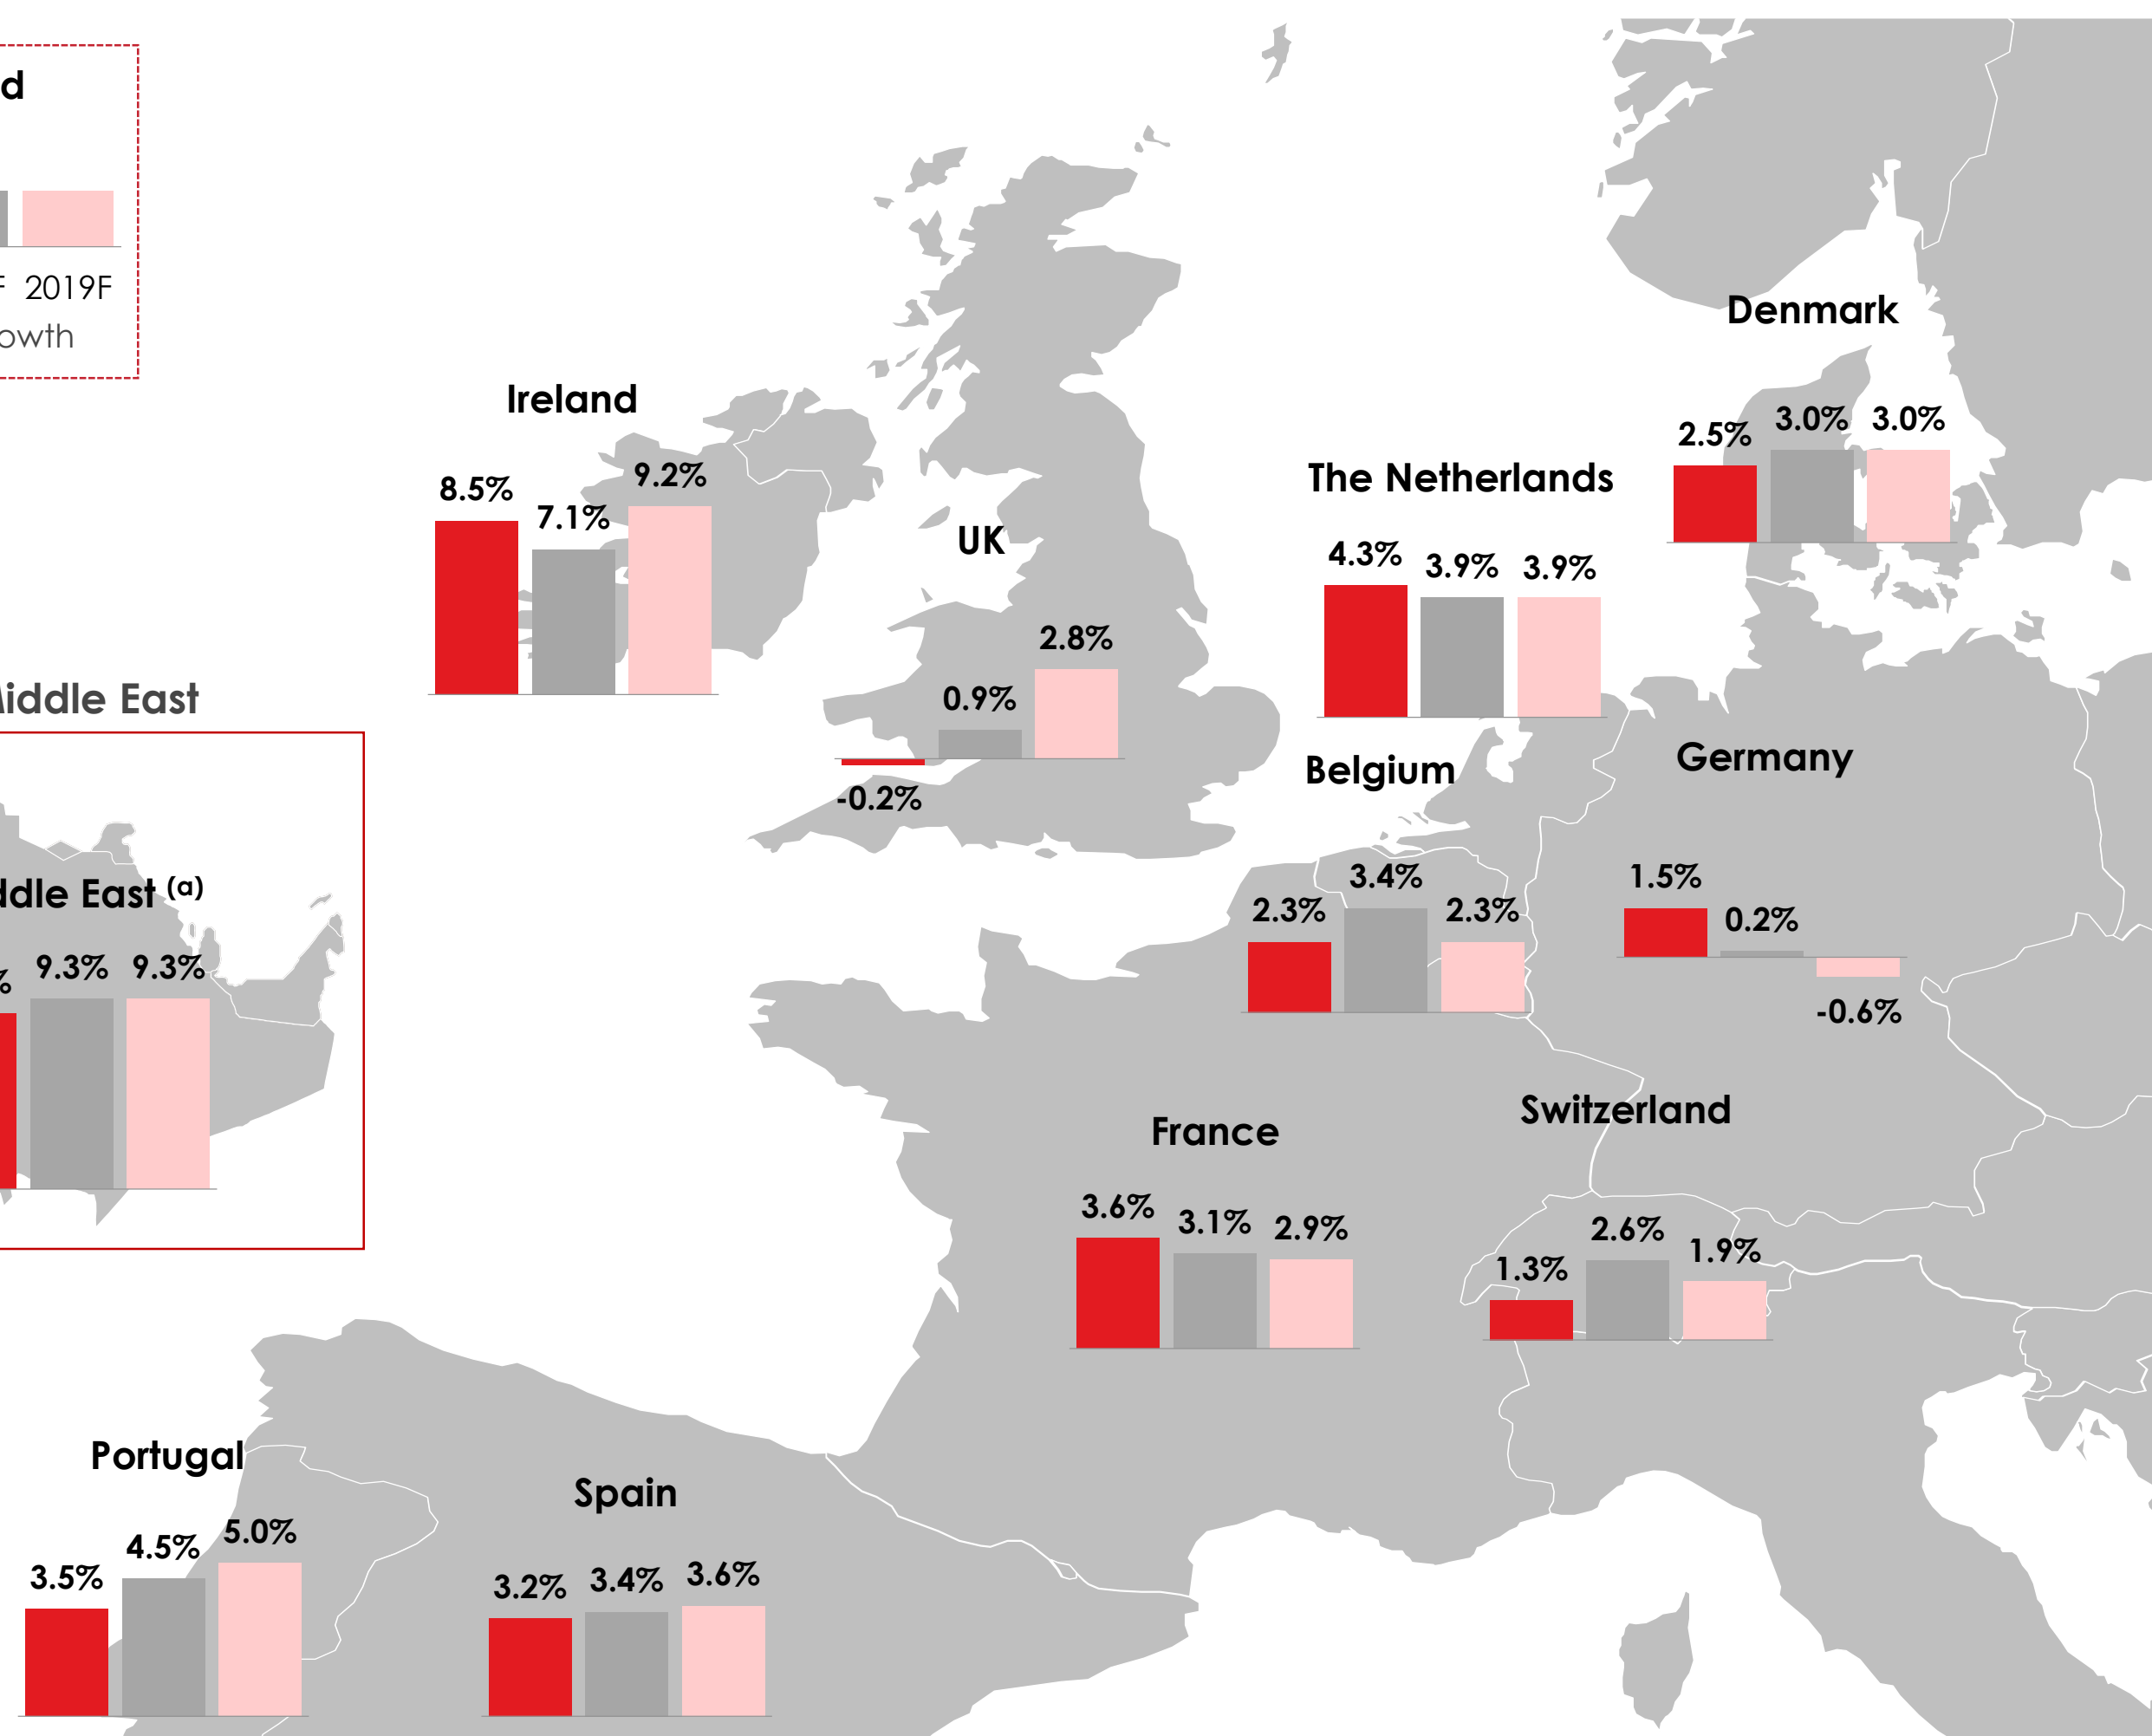 2019F
Denmark
2.5% 3.0% 3.0%
Ireland
8.5% 7.1% 9.2%
The Netherlands
4.3% 3.9% 3.9%
UK
-0.2% 0.9% 2.8%
East
Belgium
2.3% 3.4% 2.3%
Germany
1.5% 0.2% -0.6%
East (a)
9.3% 9.3%
Switzerland
1.3% 2.6% 1.9%
France
3.6% 3.1% 2.9%
Portugal
3.5% 4.5% 5.0%
Spain
3.2% 3.4% 3.6%